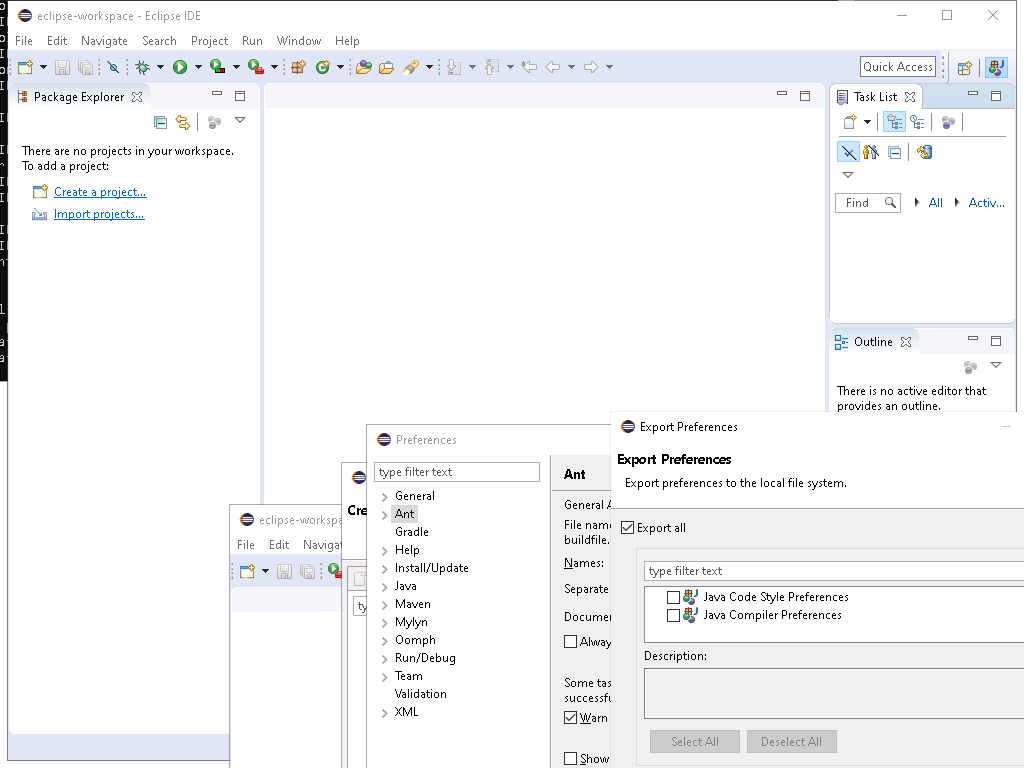 eclipse-workspace - Eclipse IDE
File Edit Navigate Search Project Run Window Help
Quick Access
Package Explorer
There are no projects in your workspace.
To add a project:
Create a project...
Import projects...
Task List
Find All Activ...
Outline
There is no active editor that
provides an outline.
eclipse-workspa
File Edit Naviga
Cre
Preferences
type filter text
General
Ant
Gradle
Help
Install/Update
Java
Maven
Mylyn
Oomph
Run/Debug
Team
Validation
XML
Ant
General A
File name
buildfile.
Names:
Separate
Documen
Alway
Some tas
successfu
Warn
Show
Export Preferences
Export Preferences
Export preferences to the local file system.
Export all
type filter text
Java Code Style Preferences
Java Compiler Preferences
Description:
Select All Deselect All